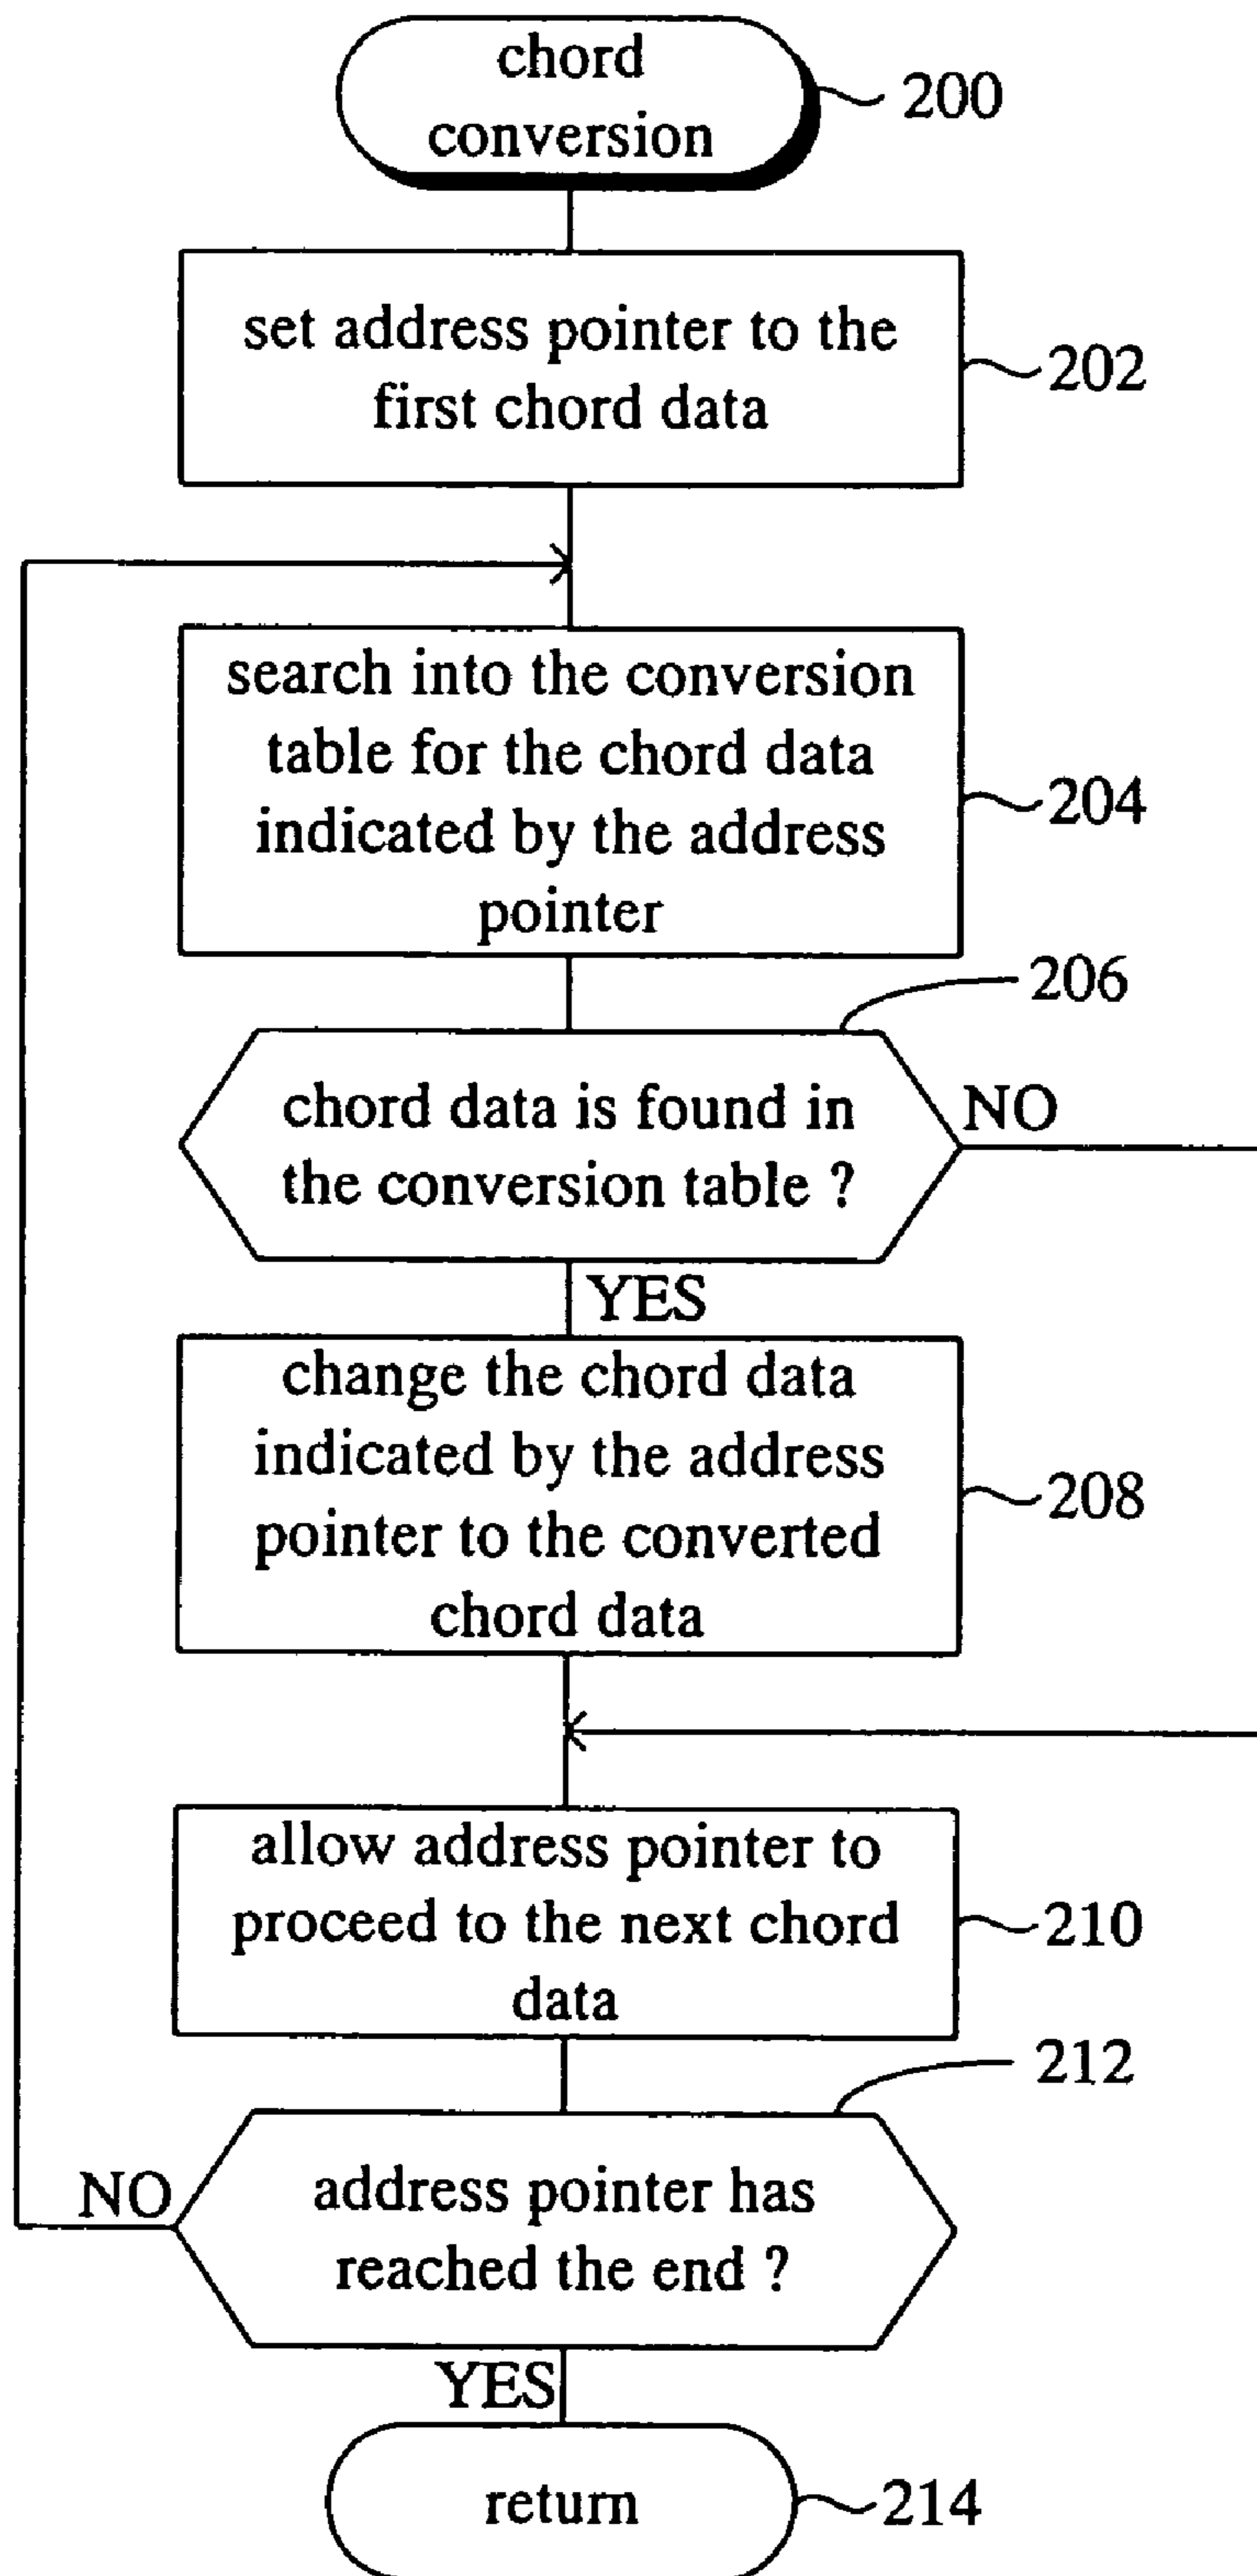 chord
conversion
200
set address pointer to the
first chord data
202
search into the conversion
table for the chord data
indicated by the address
pointer
204
206
chord data is found in
the conversion table ?
NO
YES
change the chord data
indicated by the address
pointer to the converted
chord data
208
allow address pointer to
proceed to the next chord
data
210
212
address pointer has
reached the end ?
NO
YES
return
214